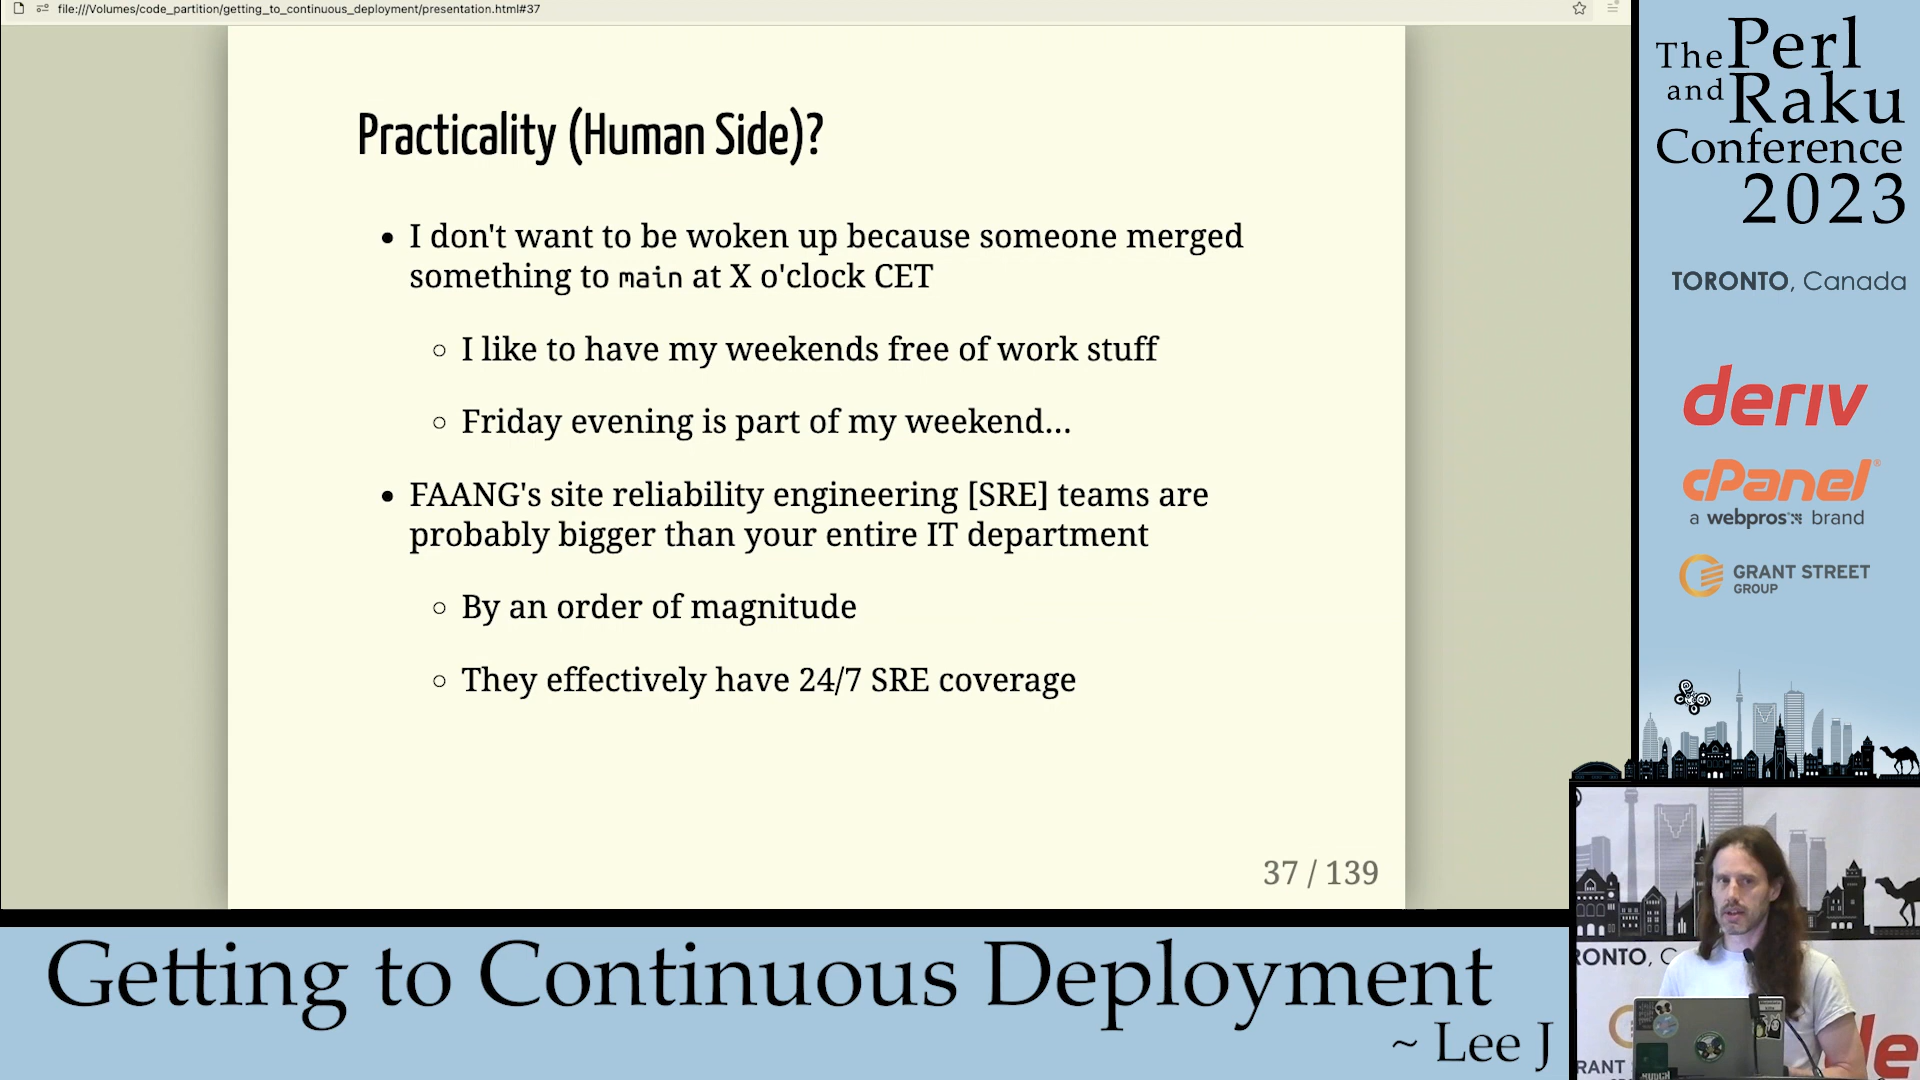 file:///Volumes/code_partition/getting_to_continuous_deployment/presentation.html#37
Practicality (Human Side)?
• I don't want to be woken up because someone merged
something to main at X o'clock CET
○ I like to have my weekends free of work stuff
○ Friday evening is part of my weekend...
• FAANG's site reliability engineering [SRE] teams are
probably bigger than your entire IT department
○ By an order of magnitude
○ They effectively have 24/7 SRE coverage
37 / 139
The Perl
and Raku
Conference
2023
TORONTO, Canada
deriv
cPanel®
a webpros brand
GRANT STREET
GROUP
Getting to Continuous Deployment
~ Lee J
RONTO, C
RANT
le